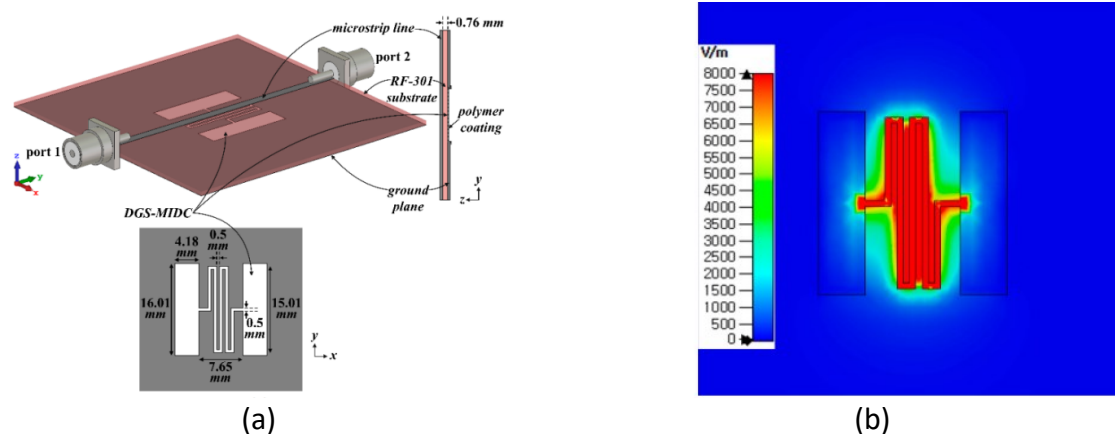 0.76 mm
microstrip line
port 2
RF-301
substrate
polymer
coating
port 1
z
y
x
ground
plane
z
y
DGS-MIDC
0.5
mm
4.18
mm
16.01
mm
15.01
mm
0.5
mm
7.65
mm
y
x
(a)
V/m
8000
7500
7000
6500
6000
5500
5000
4500
4000
3500
3000
2500
2000
1500
1000
500
0
(b)